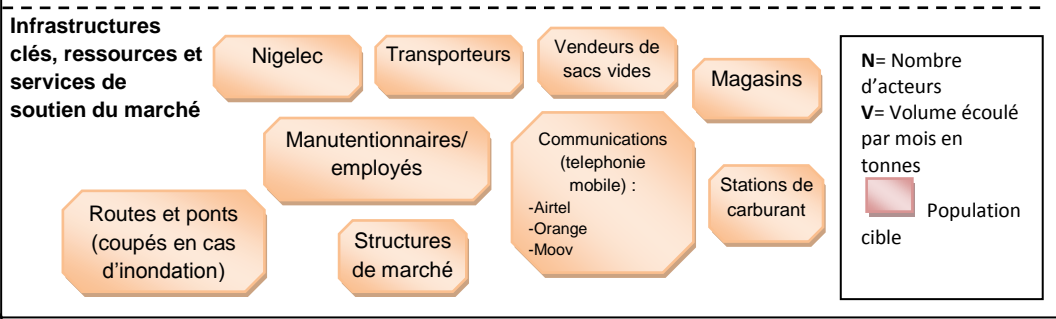 Infrastructures
clés, ressources et
services de
soutien du marché
Nigelec
Transporteurs
Vendeurs de
sacs vides
Magasins
Manutentionnaires/
employés
Communications
(telephonie
mobile) :
-Airtel
-Orange
-Moov
Stations de
carburant
Routes et ponts
(coupés en cas
d’inondation)
Structures
de marché
N= Nombre
d’acteurs
V= Volume écoulé
par mois en
tonnes
Population
cible